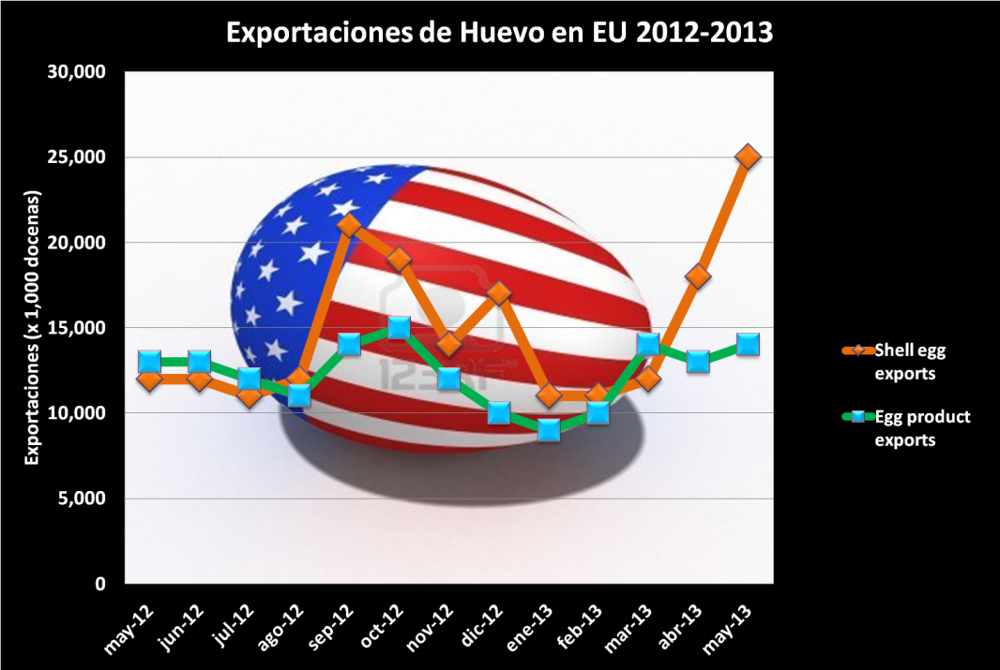 Exportaciones de Huevo en EU 2012-2013
30,000
25,000
20,000
15,000
10,000
5,000
0
Exportaciones (x 1,000 docenas)
may-12
jun-12
jul-12
ago-12
sep-12
oct-12
nov-12
dic-12
ene-13
feb-13
mar-13
abr-13
may-13
Shell egg
exports
Egg product
exports